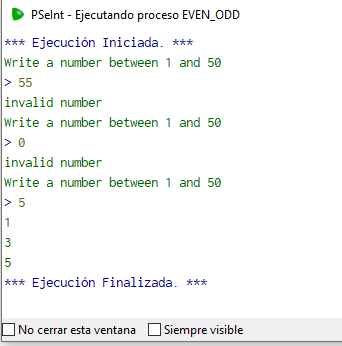 PSeInt - Ejecutando proceso EVEN_ODD
*** Ejecución Iniciada. ***
Write a number between 1 and 50
> 55
invalid number
Write a number between 1 and 50
> 0
invalid number
Write a number between 1 and 50
> 5
1
3
5
*** Ejecución Finalizada. ***
No cerrar esta ventana Siempre visible